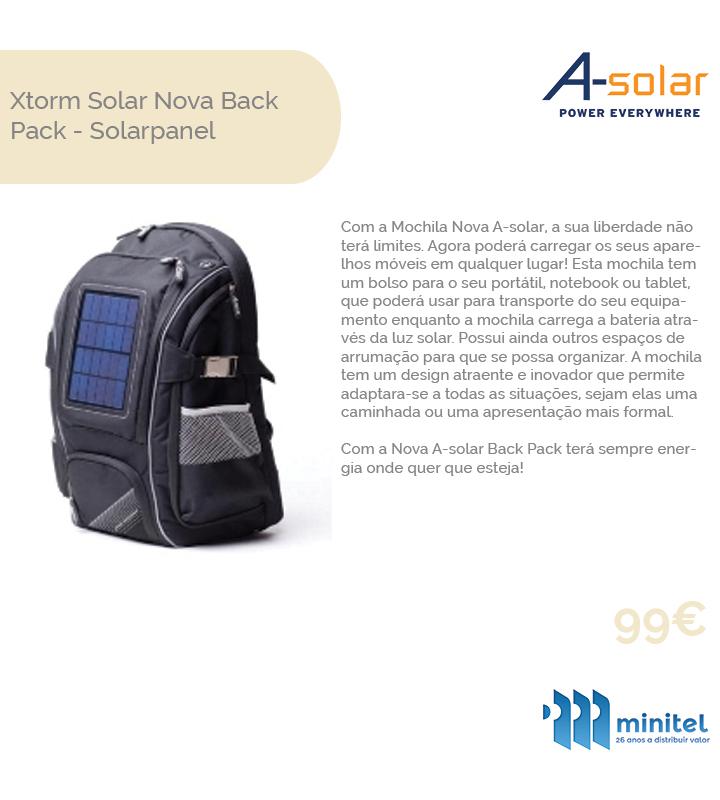 Xtorm Solar Nova Back
Pack - Solarpanel
A-solar
POWER EVERYWHERE
Com a Mochila Nova A-solar, a sua liberdade não
terá limites. Agora poderá carregar os seus apare-
lhos móveis em qualquer lugar! Esta mochila tem
um bolso para o seu portátil, notebook ou tablet,
que poderá usar para transporte do seu equipa-
mento enquanto a mochila carrega a bateria atra-
vés da luz solar. Possui ainda outros espaços de
arrumação para que se possa organizar. A mochila
tem um design atraente e inovador que permite
adaptara-se a todas as situações, sejam elas uma
caminhada ou uma apresentação mais formal.
Com a Nova A-solar Back Pack terá sempre ener-
gia onde quer que esteja!
99€
minitel
26 anos a distribuir valor